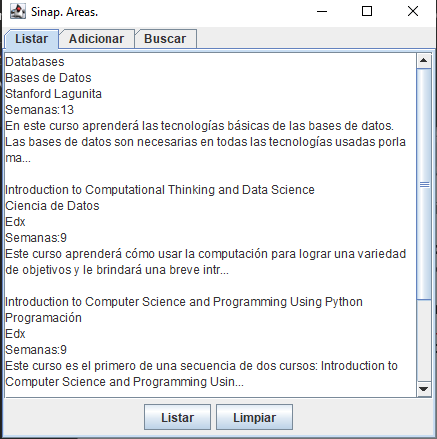 Sinap. Areas.
Listar
Adicionar
Buscar
Databases
Bases de Datos
Stanford Lagunita
Semanas:13
En este curso aprenderá las tecnologías básicas de las bases de datos.
Las bases de datos son necesarias en todas las tecnologías usadas porla
ma...
Introduction to Computational Thinking and Data Science
Ciencia de Datos
Edx
Semanas:9
Este curso aprenderá cómo usar la computación para lograr una variedad
de objetivos y le brindará una breve intr...
Introduction to Computer Science and Programming Using Python
Programación
Edx
Semanas:9
Este curso es el primero de una secuencia de dos cursos: Introduction to
Computer Science and Programming Usin...
Listar
Limpiar